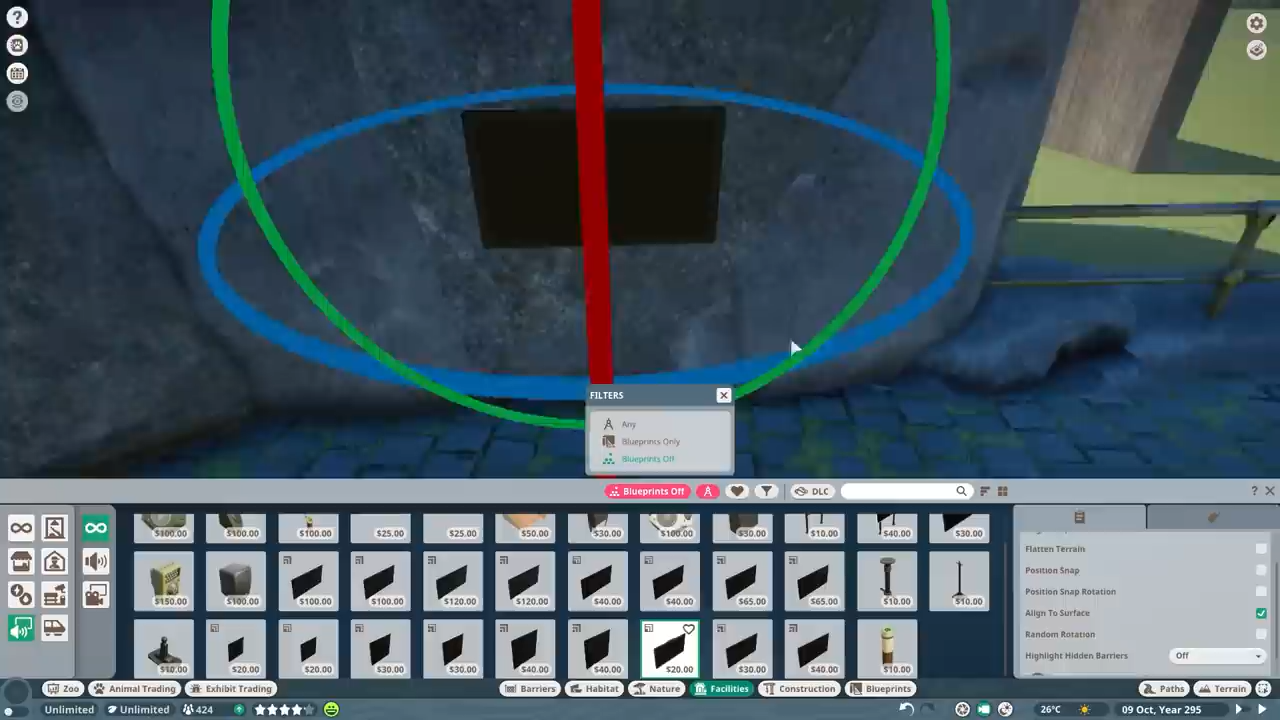 FILTERS
Any
Blueprints Only
Blueprints Off
Blueprints Off
DLC
$100.00 $100.00 $100.00 $25.00 $25.00 $50.00 $30.00 $100.00 $30.00 $10.00 $40.00 $30.00
$150.00 $100.00 $100.00 $100.00 $120.00 $120.00 $40.00 $40.00 $65.00 $65.00 $10.00 $10.00
$10.00 $20.00 $20.00 $30.00 $30.00 $40.00 $40.00 $20.00 $30.00 $40.00 $10.00
Flatten Terrain
Position Snap
Position Snap Rotation
Align To Surface
Random Rotation
Highlight Hidden Barriers Off
Zoo Animal Trading Exhibit Trading Barriers Habitat Nature Facilities Construction Blueprints Paths Terrain
Unlimited Unlimited 424 26°C 09 Oct, Year 295